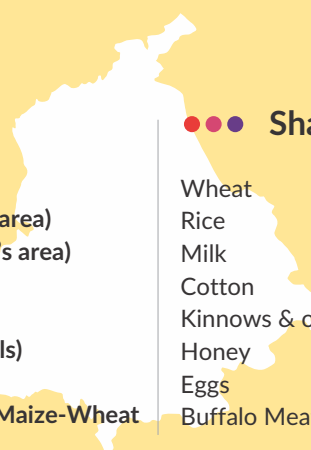 area)
's area)
ls)
Maize-Wheat
Sha
Wheat
Rice
Milk
Cotton
Kinnows & o
Honey
Eggs
Buffalo Mea